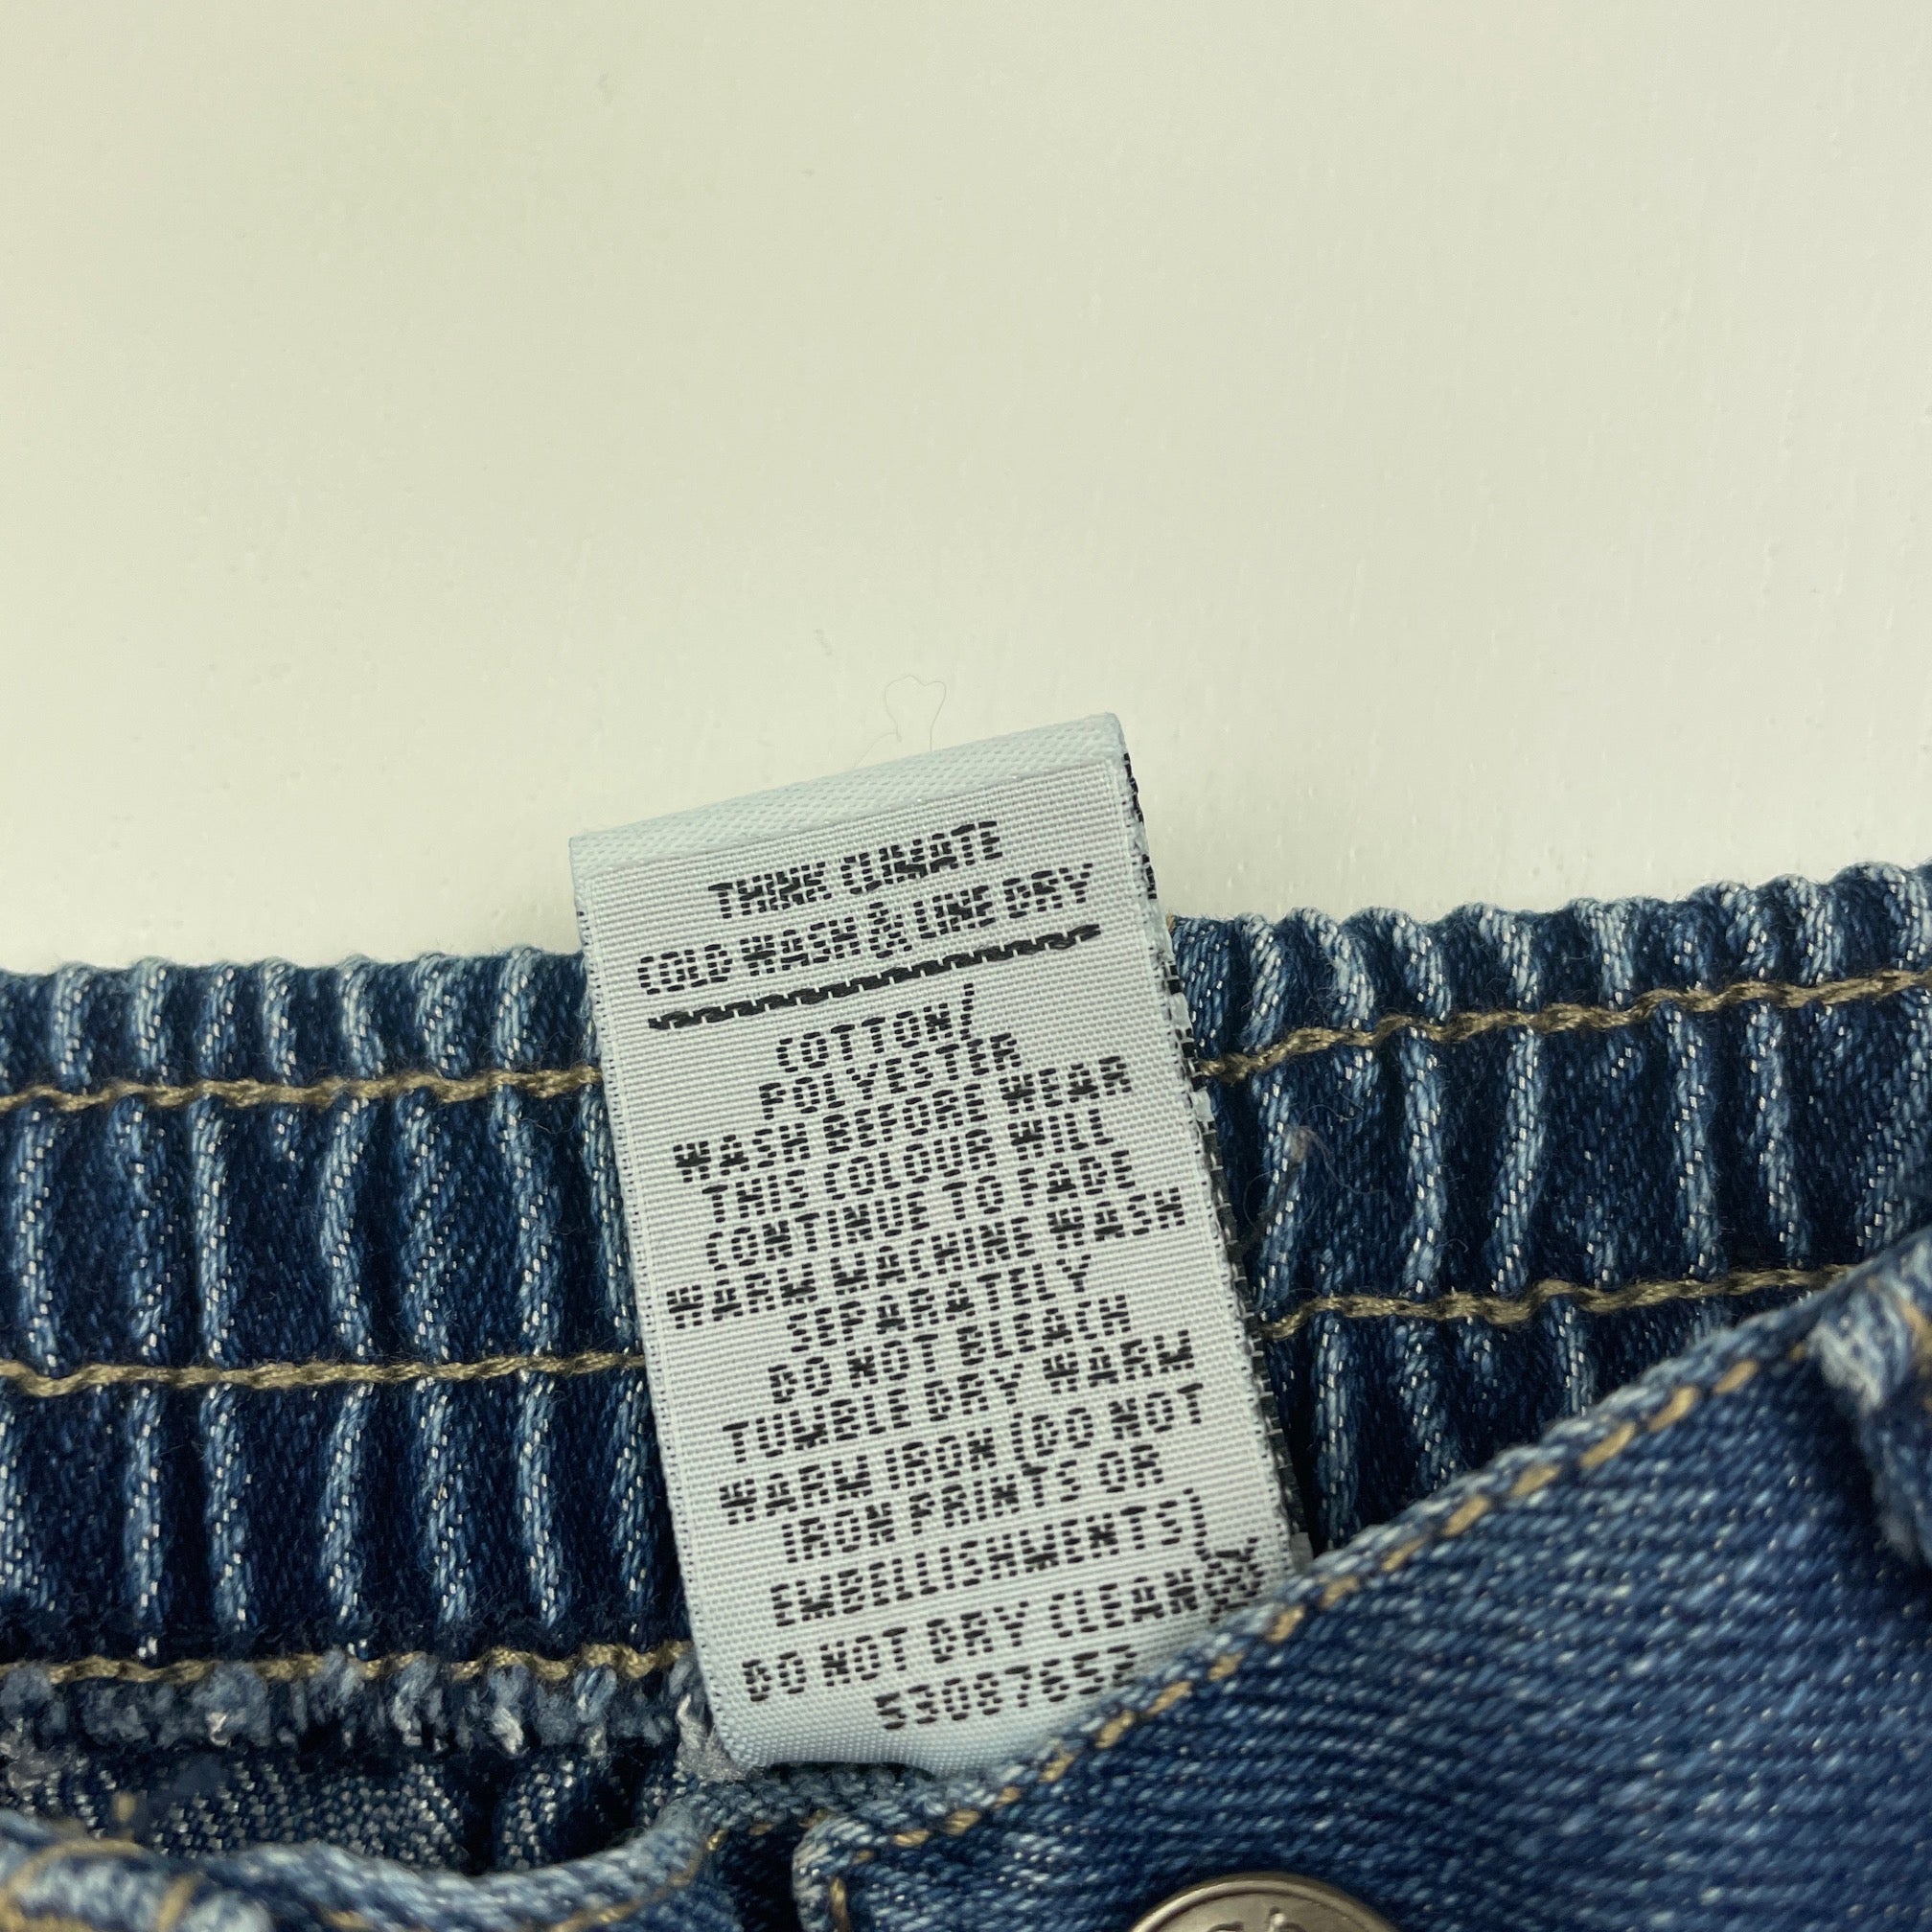 THINK CLIMATE
COLD WASH & LINE DRY
COTTON/
POLYESTER
WASH BEFORE WEAR
THIS COLOUR WILL
CONTINUE TO FADE
WARM MACHINE WASH
SEPARATELY
DO NOT BLEACH
TUMBLE DRY WARM
WARM IRON (DO NOT
IRON PRINTS OR
EMBELLISHMENTS)
DO NOT DRY CLEAN
53087652